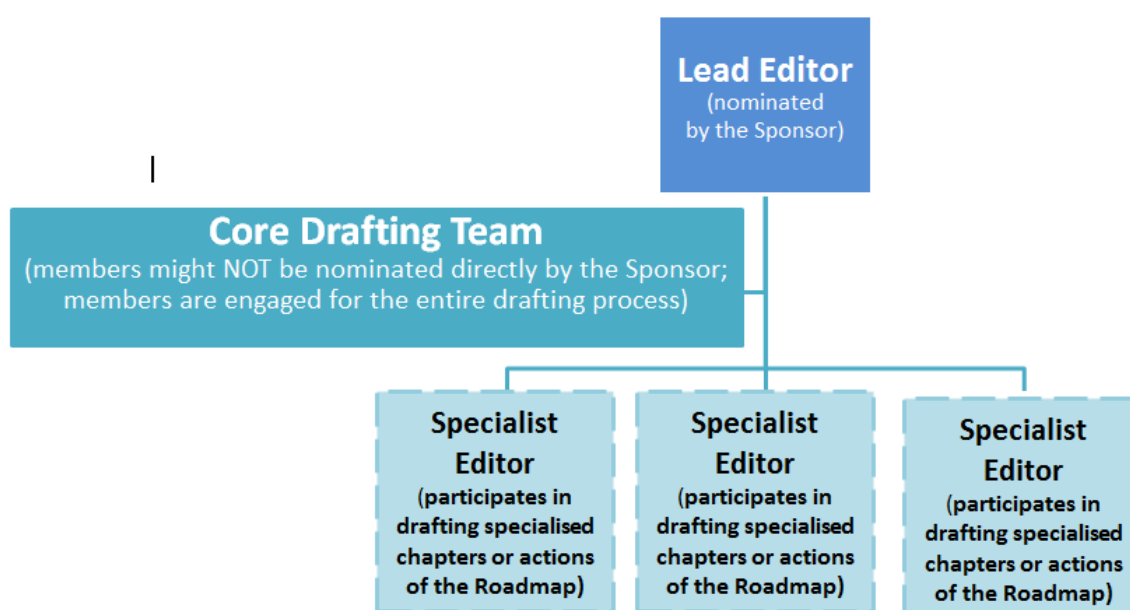 Lead Editor
(nominated
by the Sponsor)
Core Drafting Team
(members might NOT be nominated directly by the Sponsor;
members are engaged for the entire drafting process)
Specialist
Editor
(participates in
drafting specialised
chapters or actions
of the Roadmap)
Specialist
Editor
(participates in
drafting specialised
chapters or actions
of the Roadmap)
Specialist
Editor
(participates in
drafting specialised
chapters or actions
of the Roadmap)